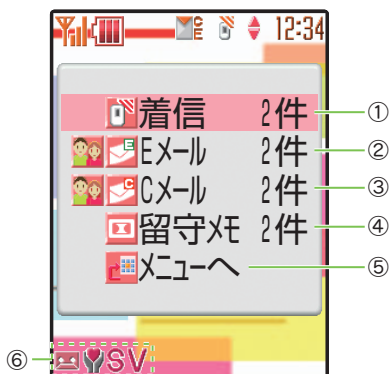 12:34
着信 2件 ①
Eメール 2件 ②
Cメール 2件 ③
留守メモ 2件 ④
メニューへ ⑤
⑥ SV